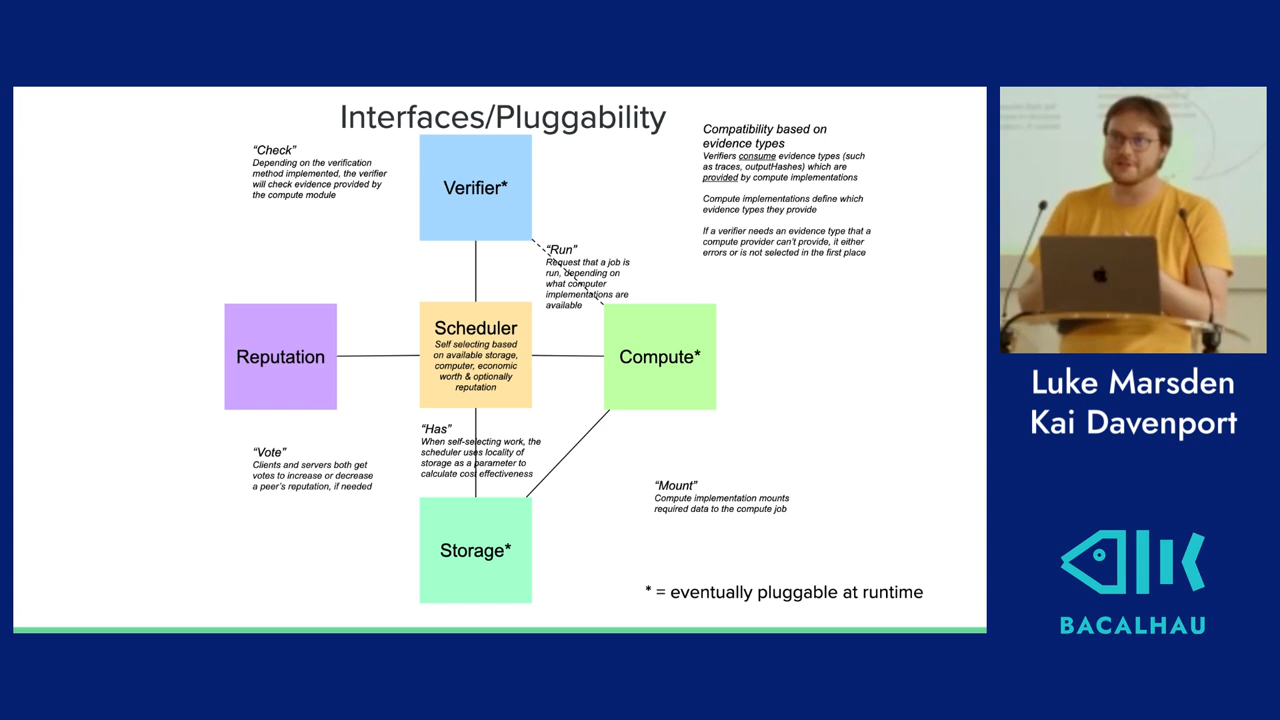 Interfaces/Pluggability
“Check”
Depending on the verification
method implemented, the verifier
will check evidence provided by
the compute module
Verifier*
Compatibility based on
evidence types
Verifiers consume evidence types (such
as traces, outputHashes) which are
provided by compute implementations
Compute implementations define which
evidence types they provide
If a verifier needs an evidence type that a
compute provider can’t provide, it either
errors or is not selected in the first place
“Run”
Request that a job is
run, depending on
what computer
implementations are
available
Reputation
Scheduler
Self selecting based
on available storage,
computer, economic
worth & optionally
reputation
Compute*
“Vote”
Clients and servers both get
votes to increase or decrease
a peer’s reputation, if needed
“Has”
When self-selecting work, the
scheduler uses locality of
storage as a parameter to
calculate cost effectiveness
“Mount”
Compute implementation mounts
required data to the compute job
Storage*
* = eventually pluggable at runtime
Luke Marsden
Kai Davenport
BACALHAU